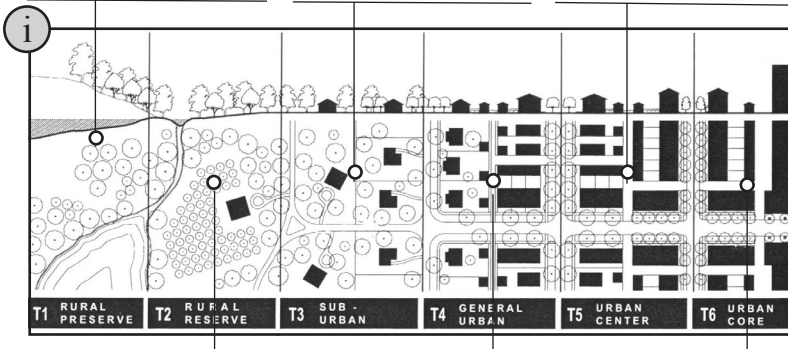 i
T1 RURAL
PRESERVE
T2 RURAL
RESERVE
T3 SUB -
URBAN
T4 GENERAL
URBAN
T5 URBAN
CENTER
T6 URBAN
CORE